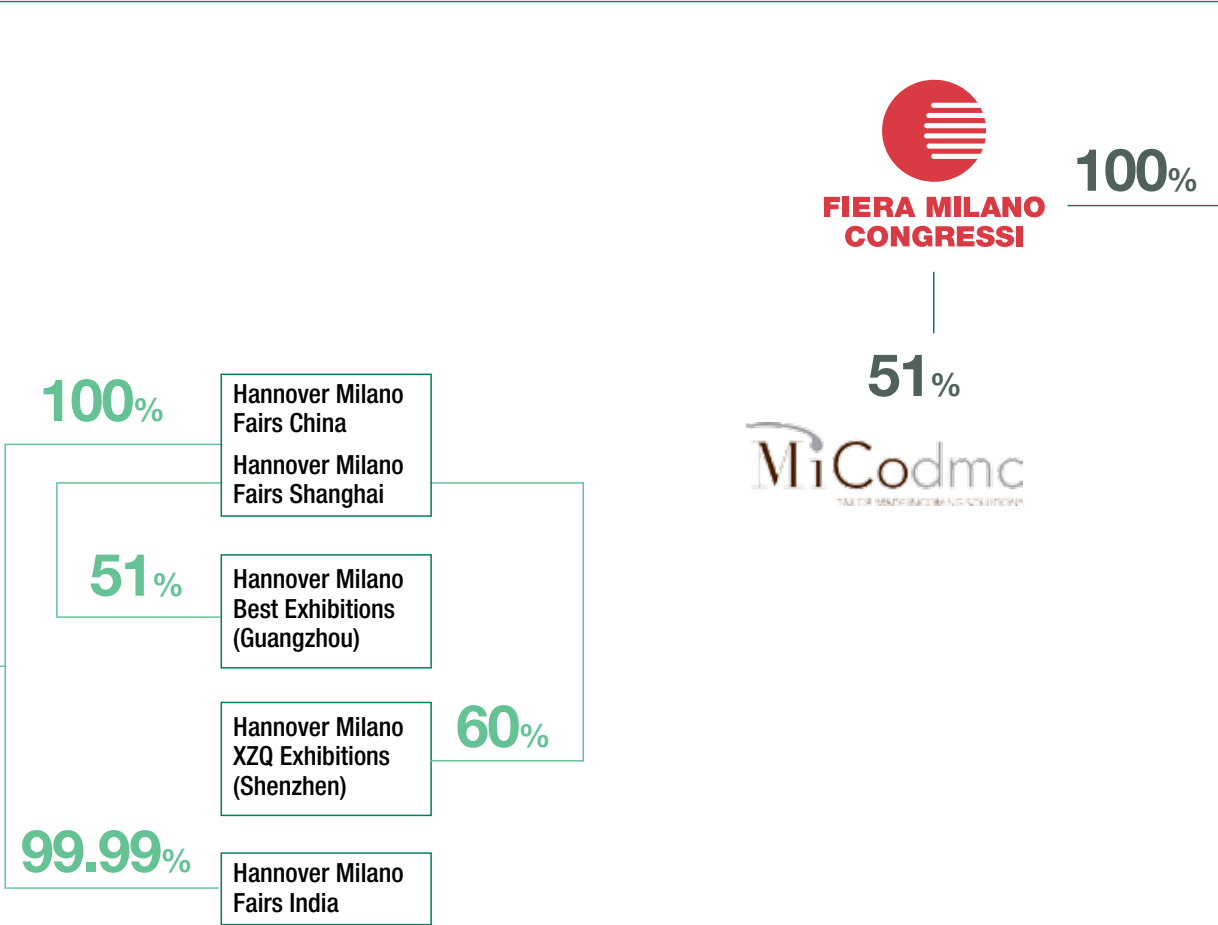 FIERA MILANO
CONGRESSI
100%
51%
MiCodmc
100%
Hannover Milano
Fairs China
Hannover Milano
Fairs Shanghai
51%
Hannover Milano
Best Exhibitions
(Guangzhou)
Hannover Milano
XZQ Exhibitions
(Shenzhen)
60%
99.99%
Hannover Milano
Fairs India